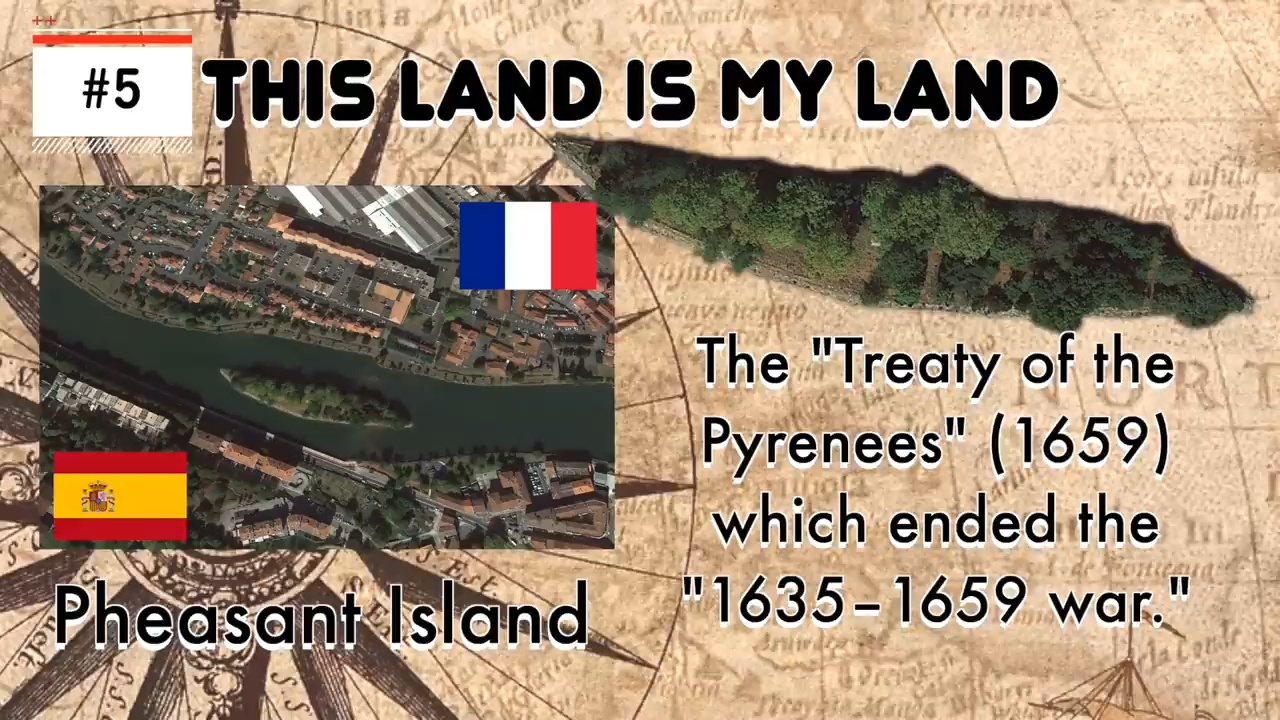 #5
THIS LAND IS MY LAND
The "Treaty of the
Pyrenees" (1659)
which ended the
"1635–1659 war."
Pheasant Island